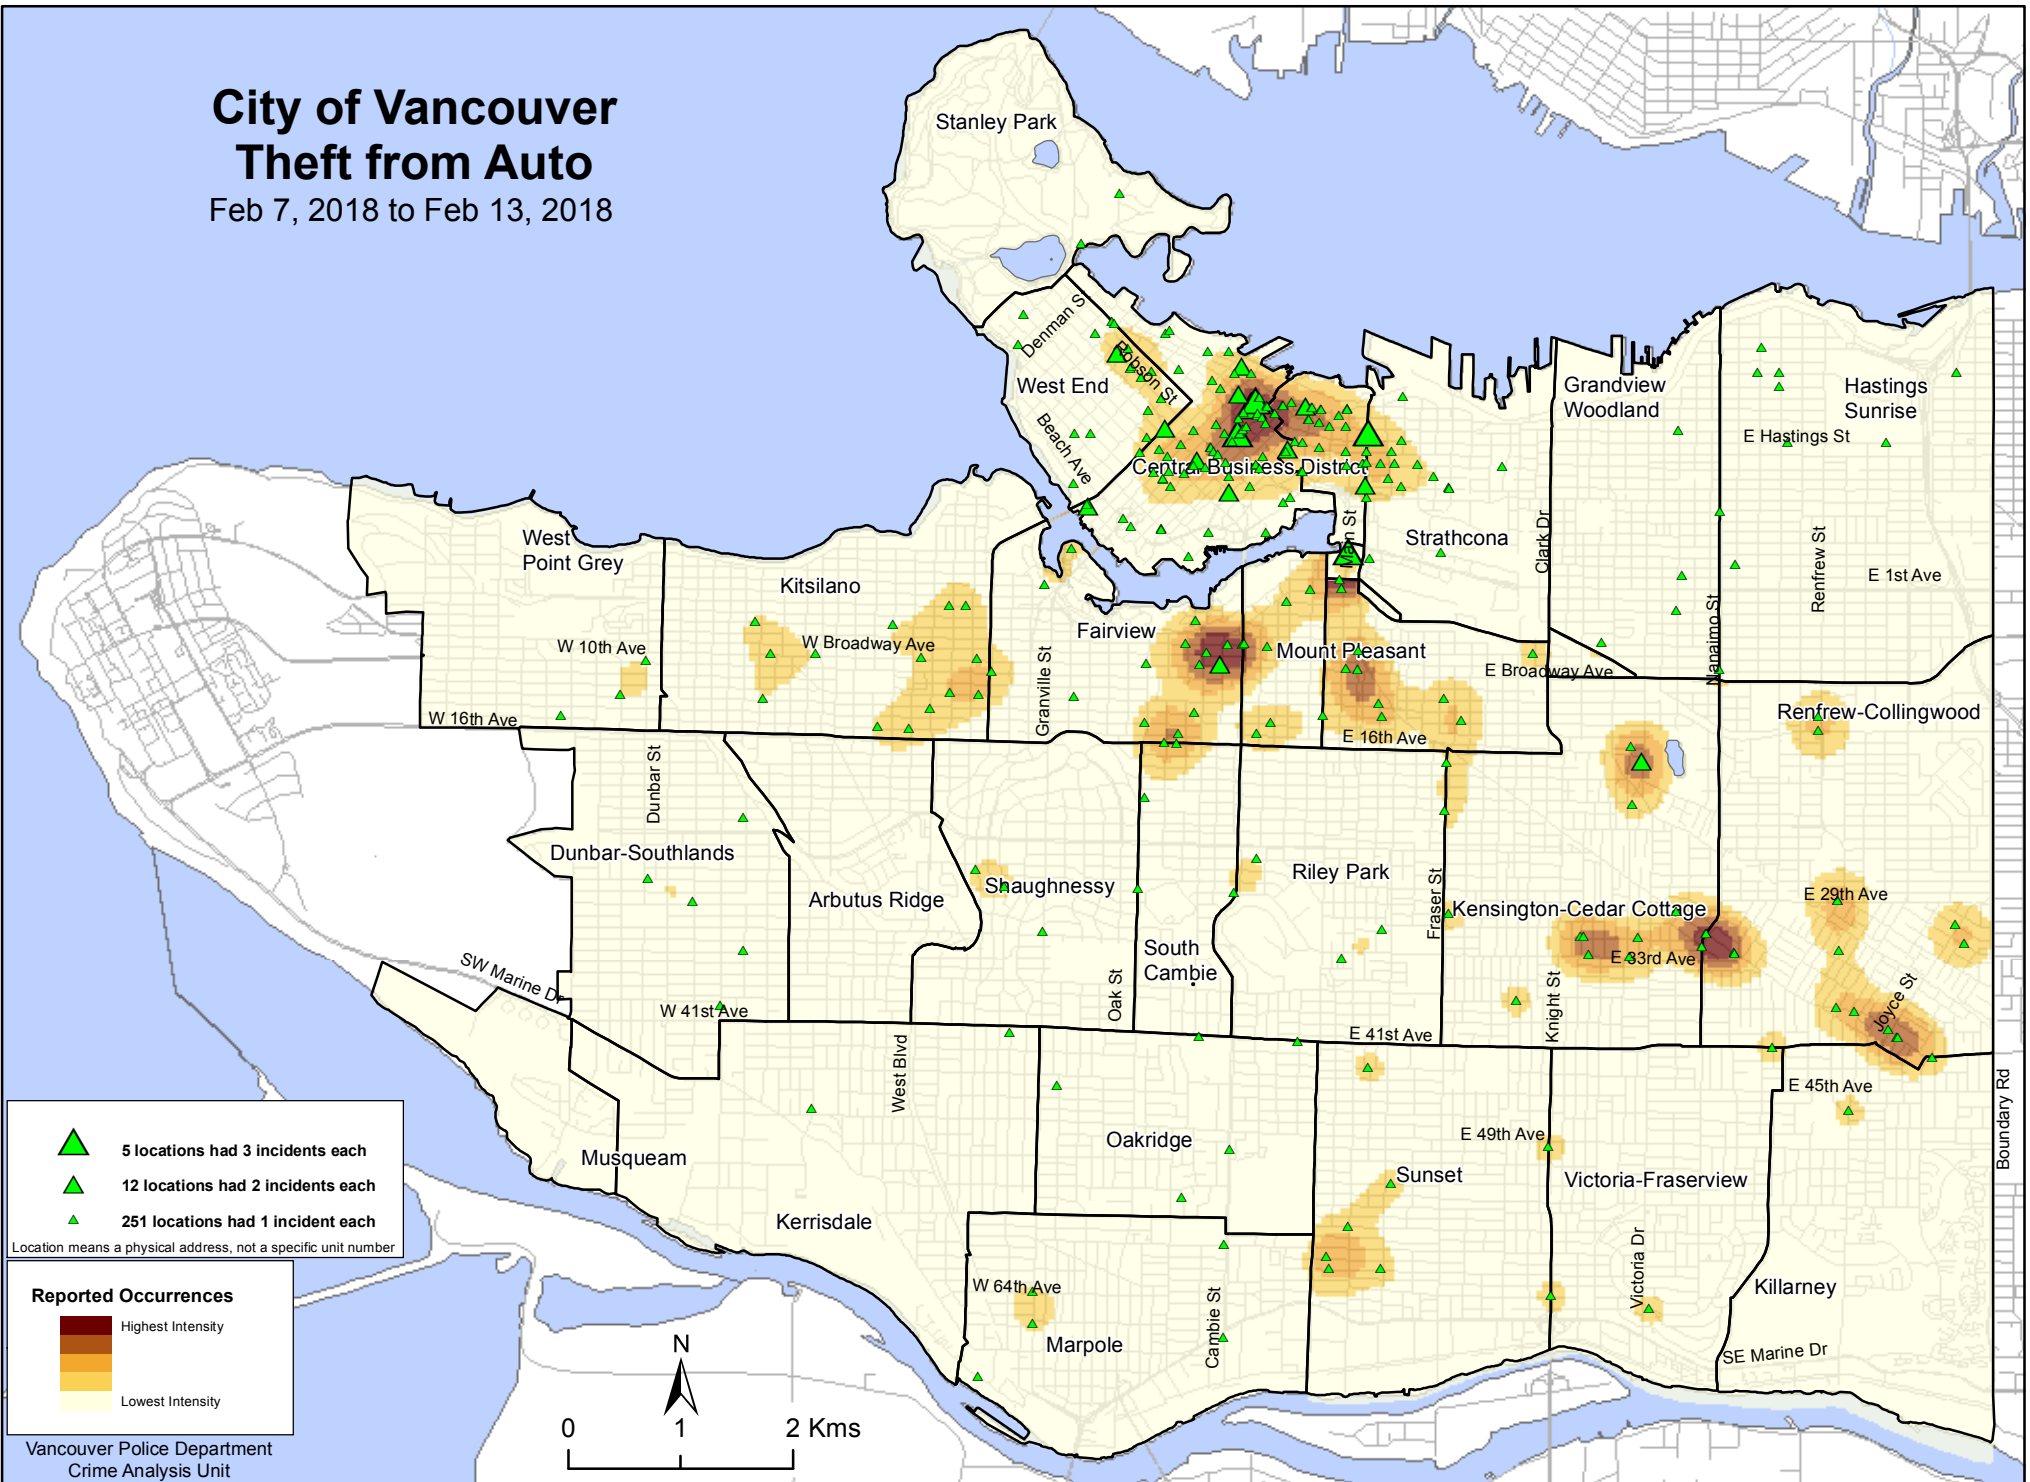 City of Vancouver
Theft from Auto
Feb 7, 2018 to Feb 13, 2018
Stanley Park
Denman S
Robson St
West End
Beach Ave
Central Business District
Main St
Strathcona
Clark Dr
Grandview
Woodland
Hastings
Sunrise
E Hastings St
Nanaimo St
Renfrew St
E 1st Ave
West
Point Grey
Kitsilano
W 10th Ave
W Broadway Ave
W 16th Ave
Fairview
Granville St
Mount Pleasant
E Broadway Ave
E 16th Ave
Renfrew-Collingwood
Dunbar St
Dunbar-Southlands
Arbutus Ridge
Shaughnessy
South
Cambie
Oak St
Riley Park
Fraser St
Kensington-Cedar Cottage
E 29th Ave
E 33rd Ave
Knight St
Joyce St
SW Marine Dr
W 41st Ave
E 41st Ave
West Blvd
E 45th Ave
Boundary Rd
Musqueam
Oakridge
E 49th Ave
Sunset
Victoria-Fraserview
Kerrisdale
Victoria Dr
Killarney
W 64th Ave
Cambie St
Marpole
SE Marine Dr
5 locations had 3 incidents each
12 locations had 2 incidents each
251 locations had 1 incident each
Location means a physical address, not a specific unit number
Reported Occurrences
Highest Intensity
Lowest Intensity
Vancouver Police Department
Crime Analysis Unit
N
0 1 2 Kms